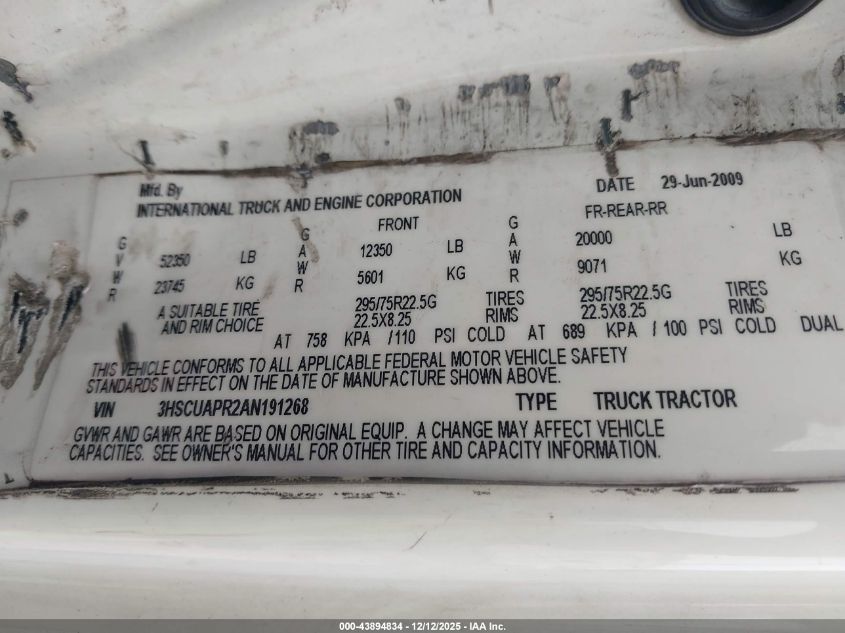 Mfd. By
INTERNATIONAL TRUCK AND ENGINE CORPORATION
DATE 29-Jun-2009
FRONT FR-REAR-RR
GVWR 52350 LB GAWR 12350 LB GAWR 20000 LB
23745 KG 5601 KG 9071 KG
A SUITABLE TIRE 295/75R22.5G TIRES 295/75R22.5G TIRES
AND RIM CHOICE 22.5X8.25 RIMS 22.5X8.25 RIMS
AT 758 KPA /110 PSI COLD AT 689 KPA /100 PSI COLD DUAL
THIS VEHICLE CONFORMS TO ALL APPLICABLE FEDERAL MOTOR VEHICLE SAFETY
STANDARDS IN EFFECT ON THE DATE OF MANUFACTURE SHOWN ABOVE.
VIN 3HSCUAPR2AN191268 TYPE TRUCK TRACTOR
GVWR AND GAWR ARE BASED ON ORIGINAL EQUIP. A CHANGE MAY AFFECT VEHICLE
CAPACITIES. SEE OWNER'S MANUAL FOR OTHER TIRE AND CAPACITY INFORMATION.
000-43894834 - 12/12/2025 - IAA Inc.